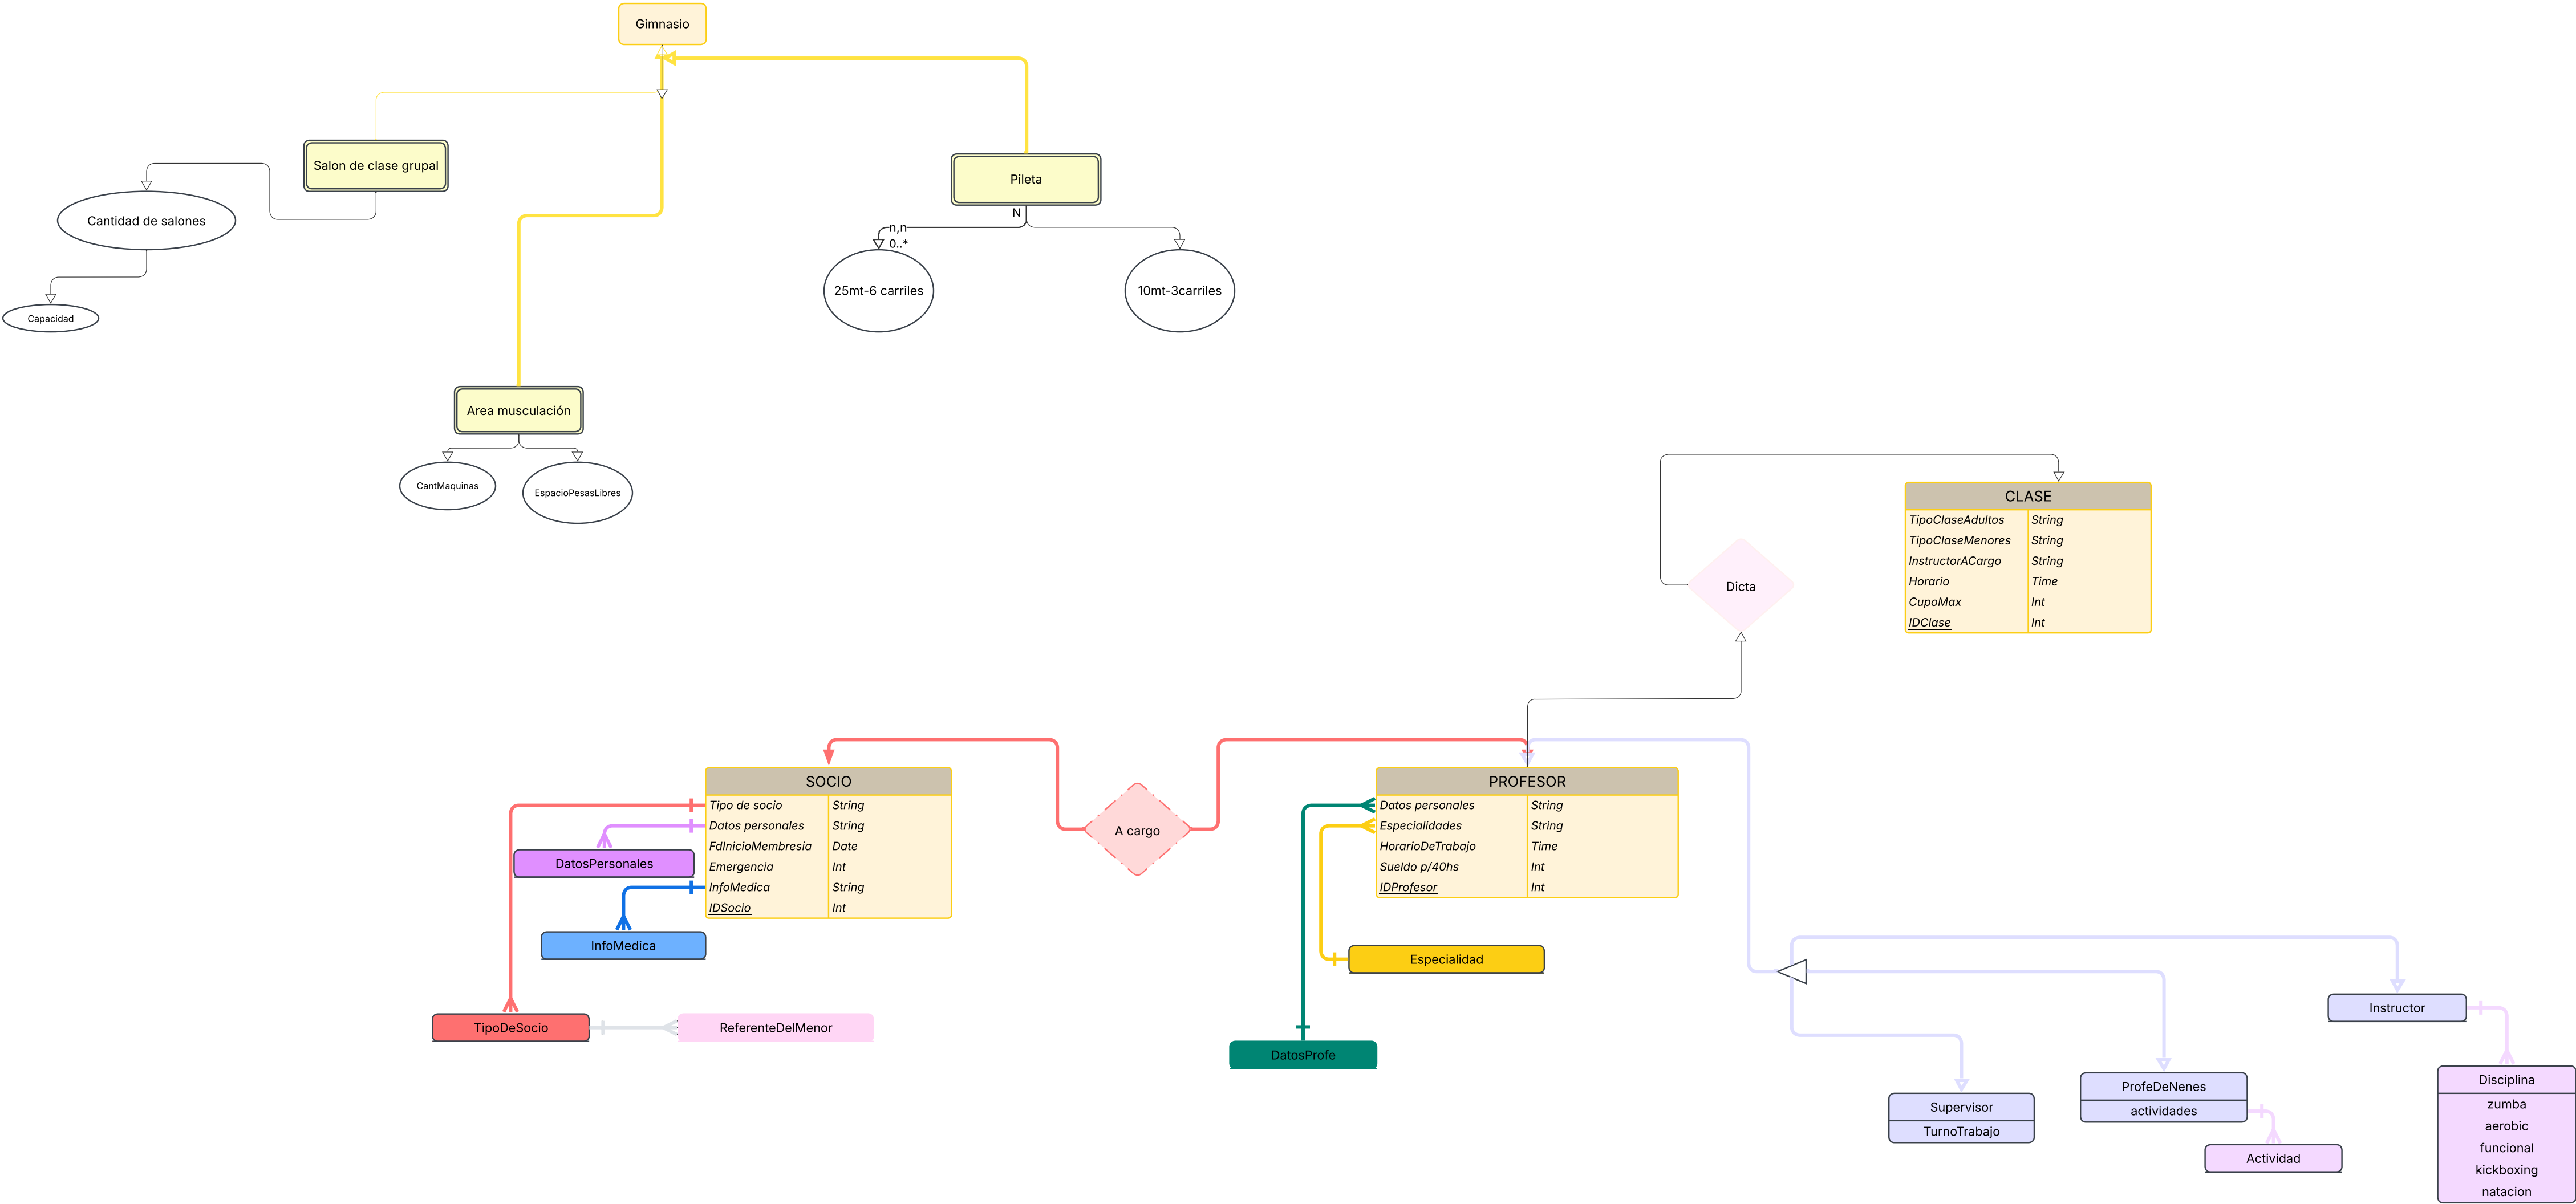 Gimnasio
Salon de clase grupal
Pileta
N
n,n
0..*
Cantidad de salones
25mt-6 carriles
10mt-3carriles
Capacidad
Area musculación
CantMaquinas
EspacioPesasLibres
CLASE
TipoClaseAdultos String
TipoClaseMenores String
InstructorACargo String
Horario Time
CupoMax Int
IDClase Int
Dicta
SOCIO
Tipo de socio String
Datos personales String
FdInicioMembresia Date
Emergencia Int
InfoMedica String
IDSocio Int
A cargo
PROFESOR
Datos personales String
Especialidades String
HorarioDeTrabajo Time
Sueldo p/40hs Int
IDProfesor Int
DatosPersonales
InfoMedica
Especialidad
TipoDeSocio
ReferenteDelMenor
DatosProfe
Instructor
Supervisor
TurnoTrabajo
ProfeDeNenes
actividades
Actividad
Disciplina
zumba
aerobic
funcional
kickboxing
natacion